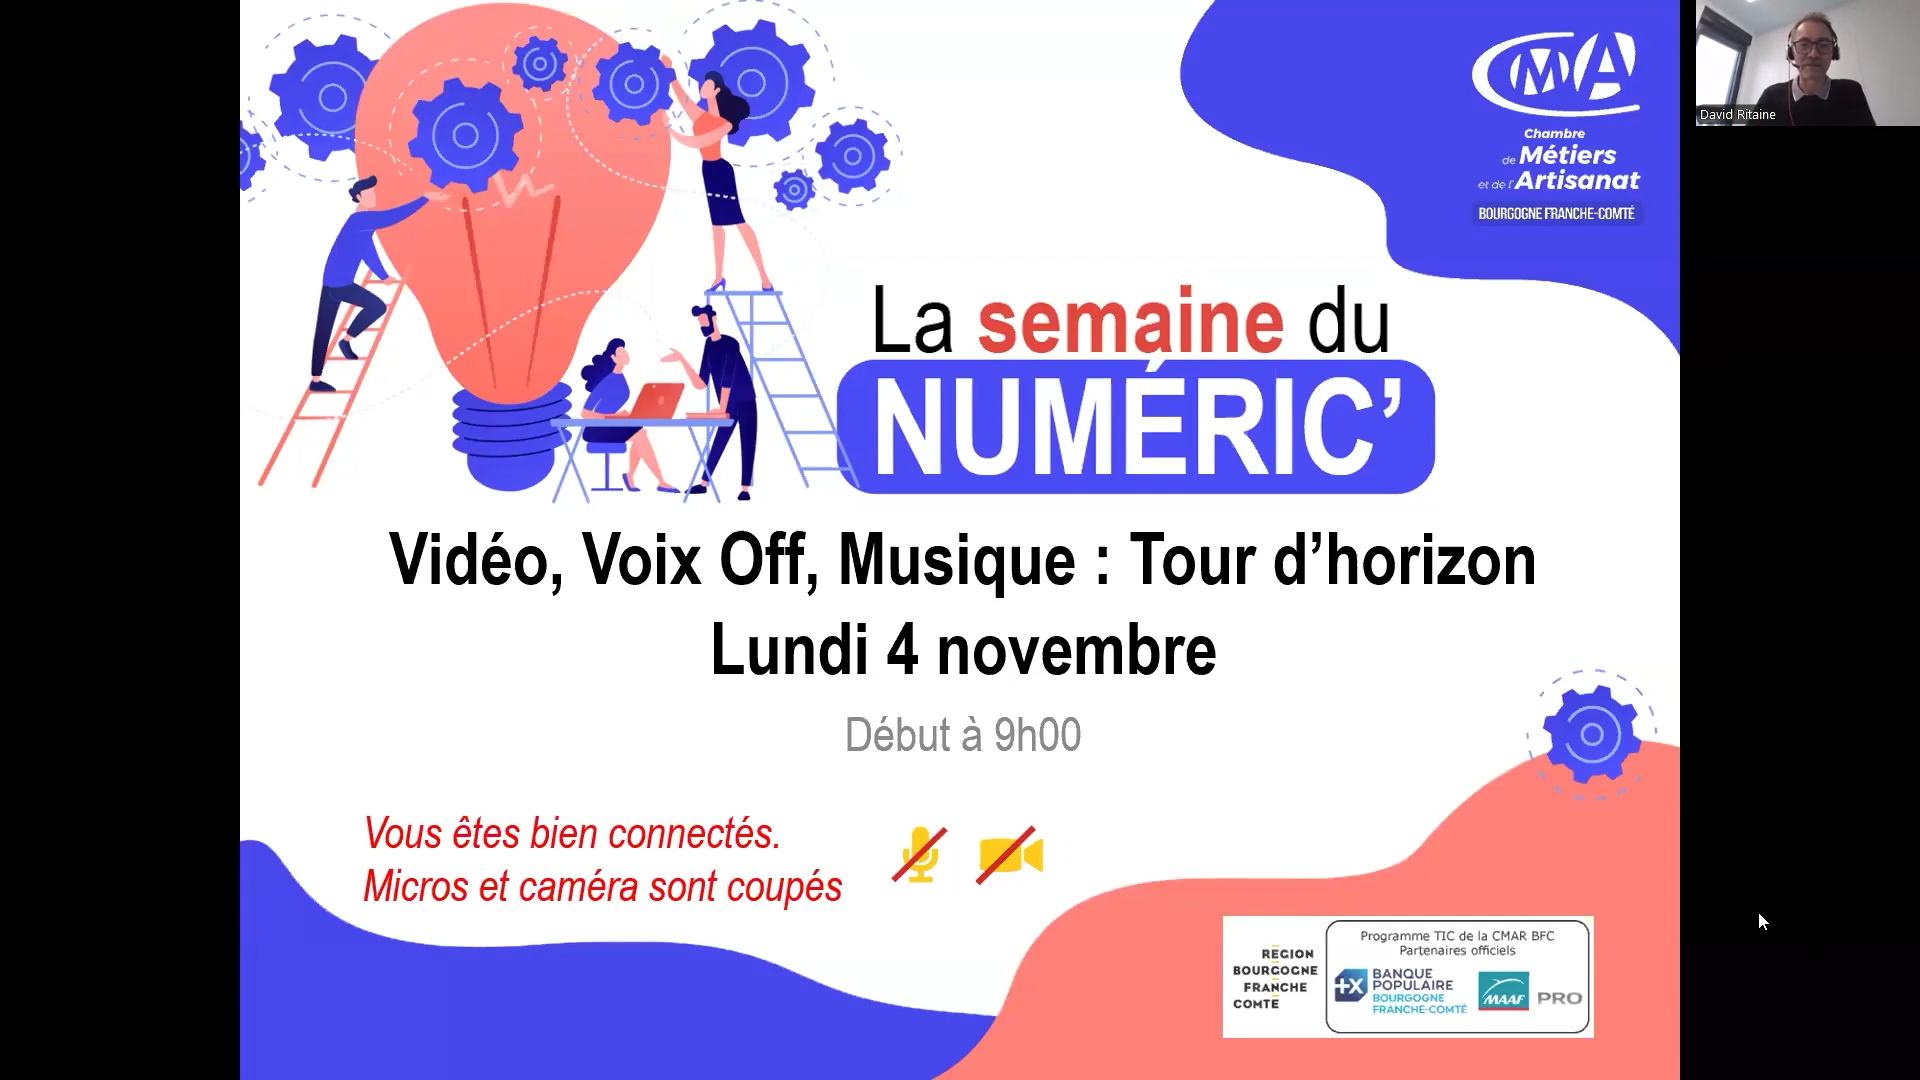 CMA
Chambre
de Métiers
et de l'Artisanat
BOURGOGNE FRANCHE-COMTÉ
David Ritaine
La semaine du
NUMÉRIC’
Vidéo, Voix Off, Musique : Tour d’horizon
Lundi 4 novembre
Début à 9h00
Vous êtes bien connectés.
Micros et caméra sont coupés
REGION
BOURGOGNE
FRANCHE
COMTE
Programme TIC de la CMAR BFC
Partenaires officiels
+X BANQUE
POPULAIRE
BOURGOGNE
FRANCHE-COMTÉ
MAAF PRO